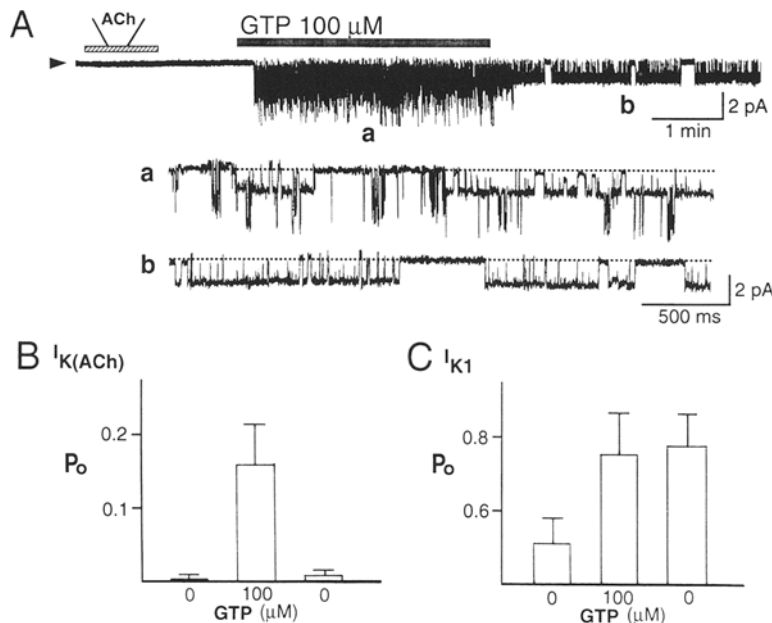 A
ACh
GTP 100 μM
a
b
2 pA
1 min
a
b
2 pA
500 ms
B IK(ACh)
0.2
Po
0.1
0 100 0
GTP (μM)
C IK1
0.8
Po
0.6
0 100 0
GTP (μM)